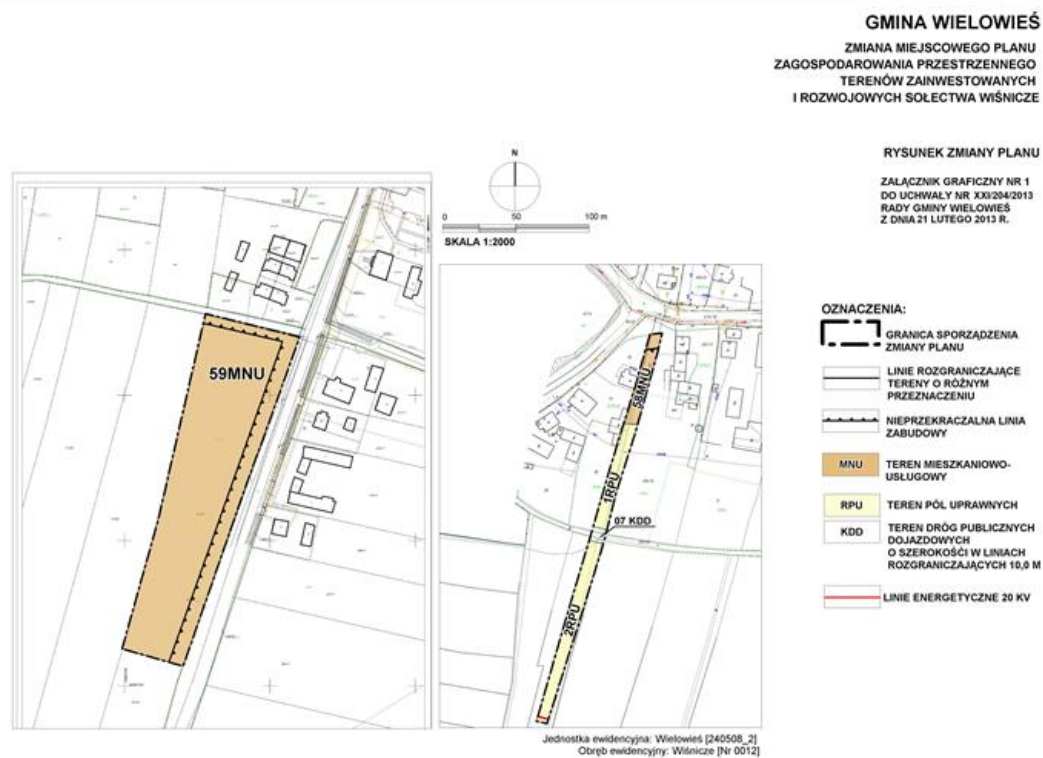 GMINA WIELOWIEŚ
ZMIANA MIEJSCOWEGO PLANU
ZAGOSPODAROWANIA PRZESTRZENNEGO
TERENÓW ZAINWESTOWANYCH
I ROZWOJOWYCH SOŁECTWA WIŚNICZE
RYSUNEK ZMIANY PLANU
ZAŁĄCZNIK GRAFICZNY NR 1
DO UCHWAŁY NR XXI/204/2013
RADY GMINY WIELOWIEŚ
Z DNIA 21 LUTEGO 2013 R.
N
0 50 100 m
SKALA 1:2000
59MNU
58MNU
1RPU
07 KDD
2RPU
OZNACZENIA:
GRANICA SPORZĄDZENIA
ZMIANY PLANU
LINIE ROZGRANICZAJĄCE
TERENY O RÓŻNYM
PRZEZNACZENIU
NIEPRZEKRACZALNA LINIA
ZABUDOWY
MNU TEREN MIESZKANIOWO-
USŁUGOWY
RPU TEREN PÓL UPRAWNYCH
KDD TEREN DRÓG PUBLICZNYCH
DOJAZDOWYCH
O SZEROKOŚĆI W LINIACH
ROZGRANICZAJĄCYCH 10,0 M
LINIE ENERGETYCZNE 20 KV
Jednostka ewidencyjna: Wielowieś [240508_2]
Obręb ewidencyjny: Wiśnicze [Nr 0012]